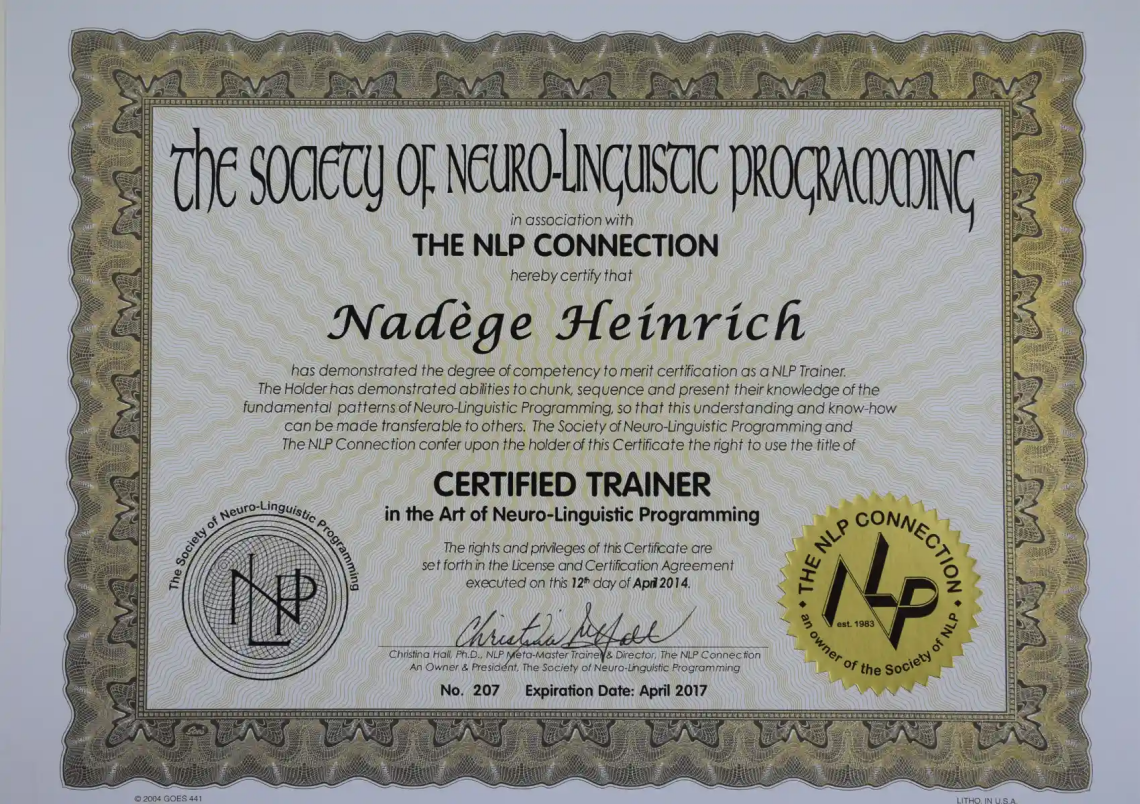 The Society of Neuro-Linguistic Programming
in association with
THE NLP CONNECTION
hereby certify that
Nadège Heinrich
has demonstrated the degree of competency to merit certification as a NLP Trainer.
The Holder has demonstrated abilities to chunk, sequence and present their knowledge of the
fundamental patterns of Neuro-Linguistic Programming, so that this understanding and know-how
can be made transferable to others. The Society of Neuro-Linguistic Programming and
The NLP Connection confer upon the holder of this Certificate the right to use the title of
CERTIFIED TRAINER
in the Art of Neuro-Linguistic Programming
The rights and privileges of this Certificate are
set forth in the License and Certification Agreement
executed on this 12th day of April 2014.
The Society of Neuro-Linguistic Programming
NLP
THE NLP CONNECTION
NLP
est. 1983
an owner of the Society of NLP
Christina Hall
Christina Hall, Ph.D., NLP Meta-Master Trainer & Director, The NLP Connection
An Owner & President, The Society of Neuro-Linguistic Programming
No. 207 Expiration Date: April 2017
© 2004 GOES 441
LITHO. IN U.S.A.